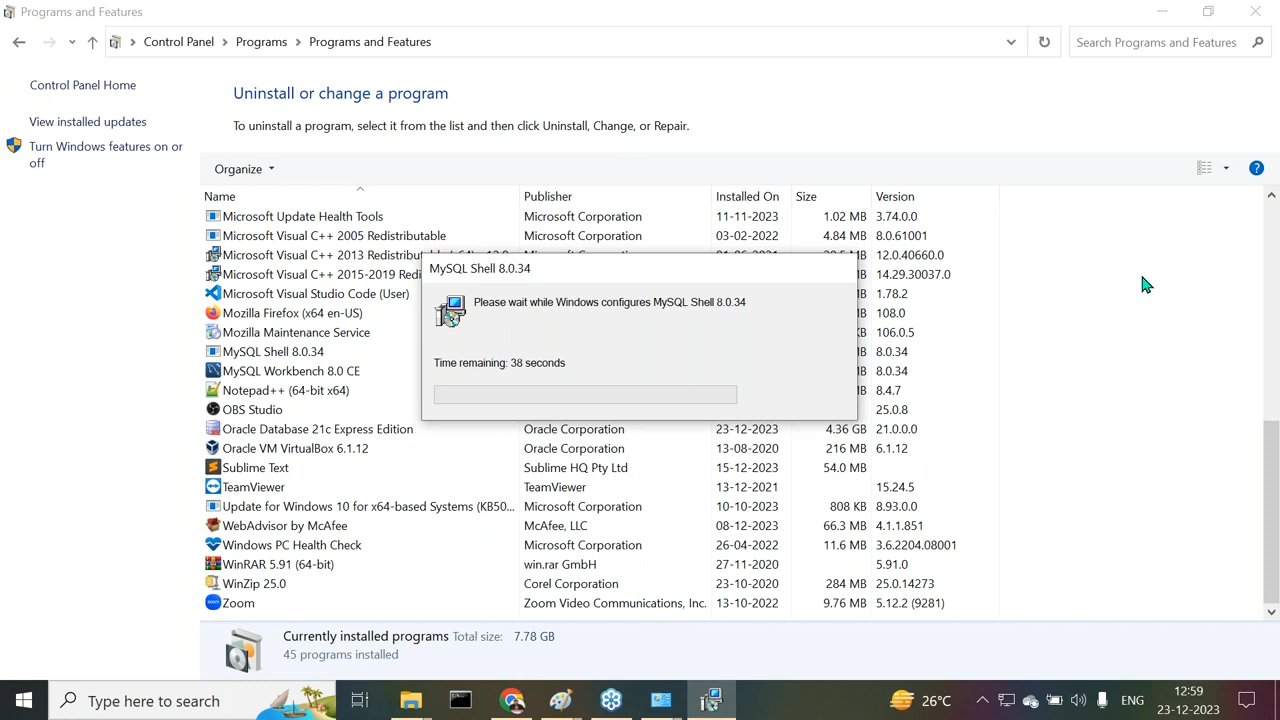 Programs and Features
Control Panel > Programs > Programs and Features
Search Programs and Features
Control Panel Home
View installed updates
Turn Windows features on or
off
Uninstall or change a program
To uninstall a program, select it from the list and then click Uninstall, Change, or Repair.
Organize
Name Publisher Installed On Size Version
Microsoft Update Health Tools Microsoft Corporation 11-11-2023 1.02 MB 3.74.0.0
Microsoft Visual C++ 2005 Redistributable Microsoft Corporation 03-02-2022 4.84 MB 8.0.61001
Microsoft Visual C++ 2013 12.0.40660.0
Microsoft Visual C++ 2015-2019 Redi 14.29.30037.0
Microsoft Visual Studio Code (User) 1.78.2
Mozilla Firefox (x64 en-US) 108.0
Mozilla Maintenance Service 106.0.5
MySQL Shell 8.0.34 8.0.34
MySQL Workbench 8.0 CE 8.0.34
Notepad++ (64-bit x64) 8.4.7
OBS Studio 25.0.8
Oracle Database 21c Express Edition Oracle Corporation 23-12-2023 4.36 GB 21.0.0.0
Oracle VM VirtualBox 6.1.12 Oracle Corporation 13-08-2020 216 MB 6.1.12
Sublime Text Sublime HQ Pty Ltd 15-12-2023 54.0 MB
TeamViewer TeamViewer 13-12-2021 15.24.5
Update for Windows 10 for x64-based Systems (KB50... Microsoft Corporation 10-10-2023 808 KB 8.93.0.0
WebAdvisor by McAfee McAfee, LLC 08-12-2023 66.3 MB 4.1.1.851
Windows PC Health Check Microsoft Corporation 26-04-2022 11.6 MB 3.6.2204.08001
WinRAR 5.91 (64-bit) win.rar GmbH 27-11-2020 5.91.0
WinZip 25.0 Corel Corporation 23-10-2020 284 MB 25.0.14273
Zoom Zoom Video Communications, Inc. 13-10-2022 9.76 MB 5.12.2 (9281)
MySQL Shell 8.0.34
Please wait while Windows configures MySQL Shell 8.0.34
Time remaining: 38 seconds
Currently installed programs Total size: 7.78 GB
45 programs installed
Type here to search
26°C
ENG
12:59
23-12-2023